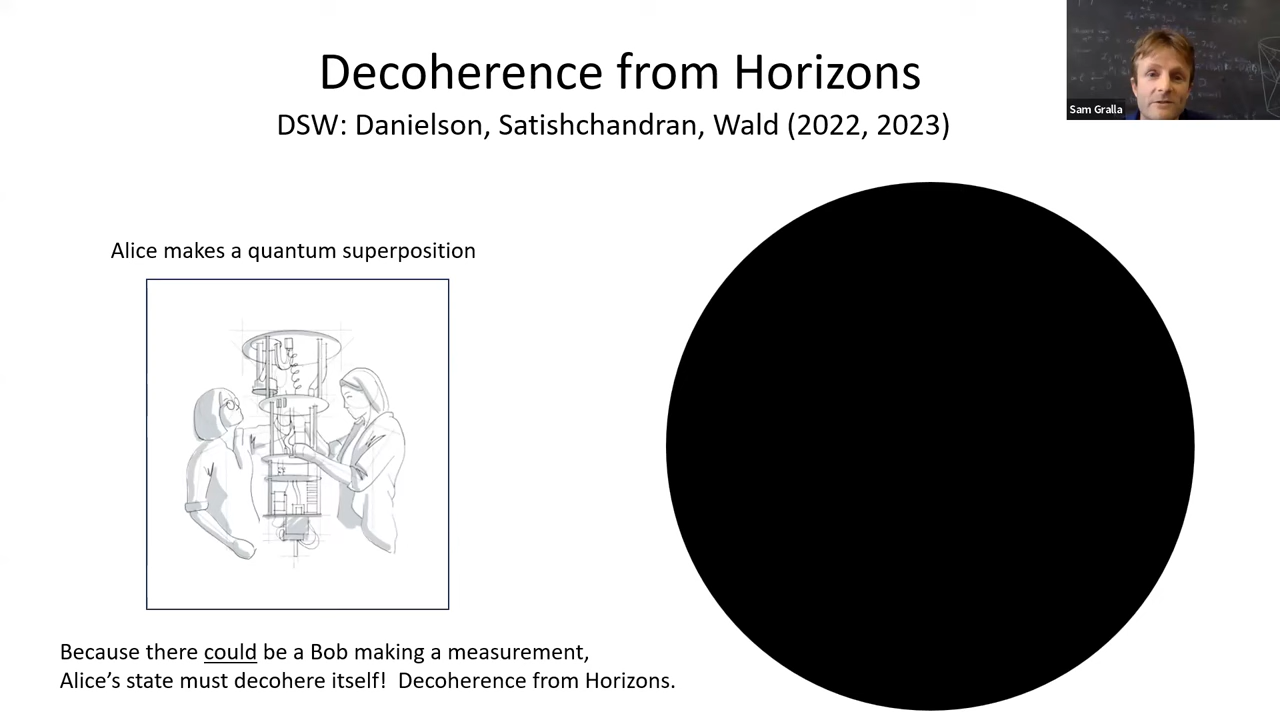 Decoherence from Horizons
DSW: Danielson, Satishchandran, Wald (2022, 2023)
Sam Gralla
Alice makes a quantum superposition
Because there could be a Bob making a measurement,
Alice's state must decohere itself!  Decoherence from Horizons.